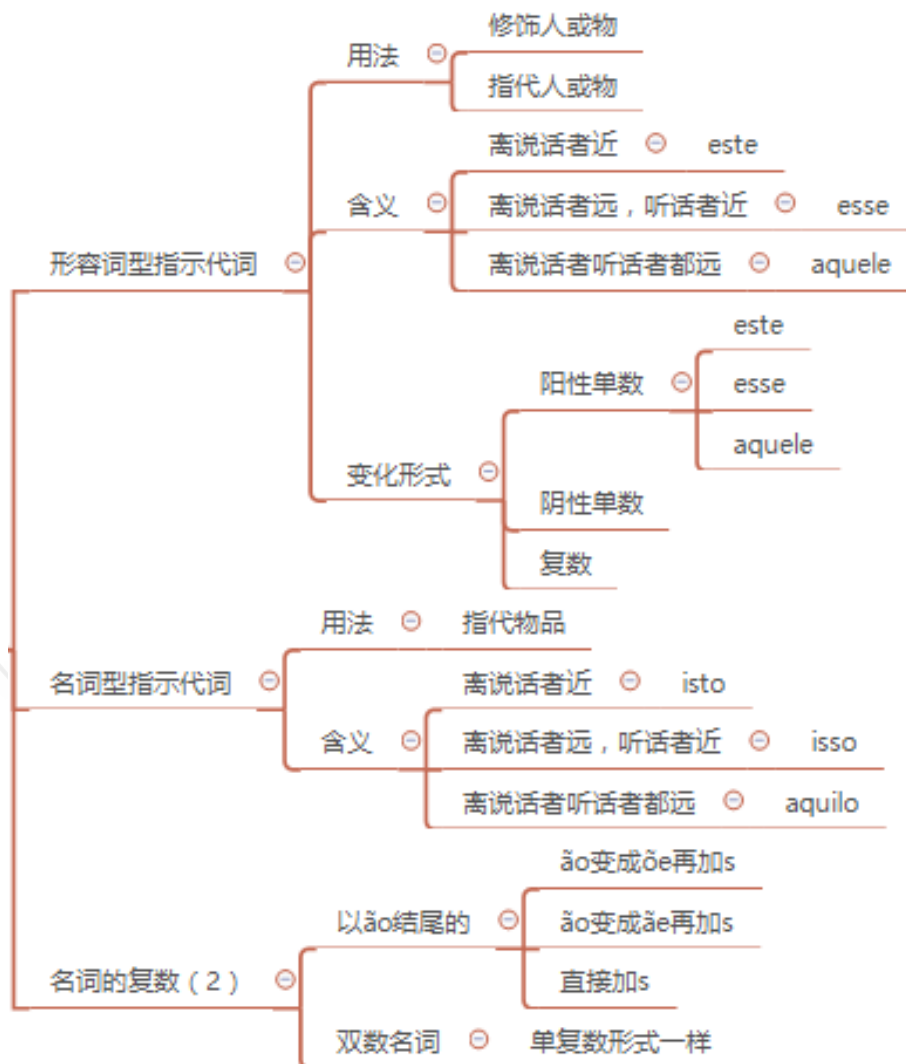 形容词型指示代词
用法
修饰人或物
指代人或物
含义
离说话者近 este
离说话者远，听话者近 esse
离说话者听话者都远 aquele
变化形式
阳性单数
este
esse
aquele
阴性单数
复数
名词型指示代词
用法 指代物品
含义
离说话者近 isto
离说话者远，听话者近 isso
离说话者听话者都远 aquilo
名词的复数（2）
以ão结尾的
ão变成õe再加s
ão变成ãe再加s
直接加s
双数名词 单复数形式一样